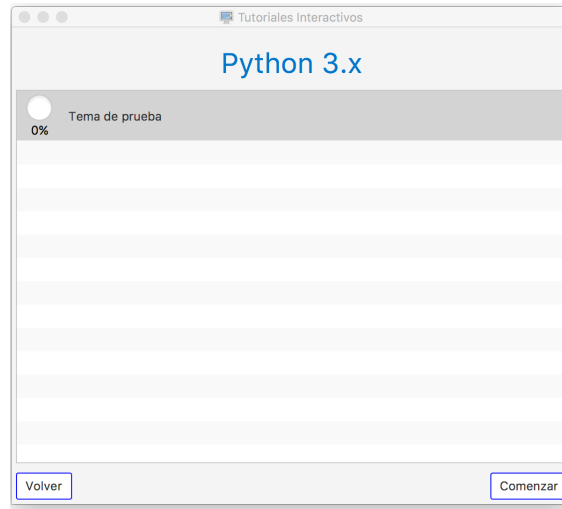 Tutoriales Interactivos
Python 3.x
Tema de prueba
0%
Volver
Comenzar